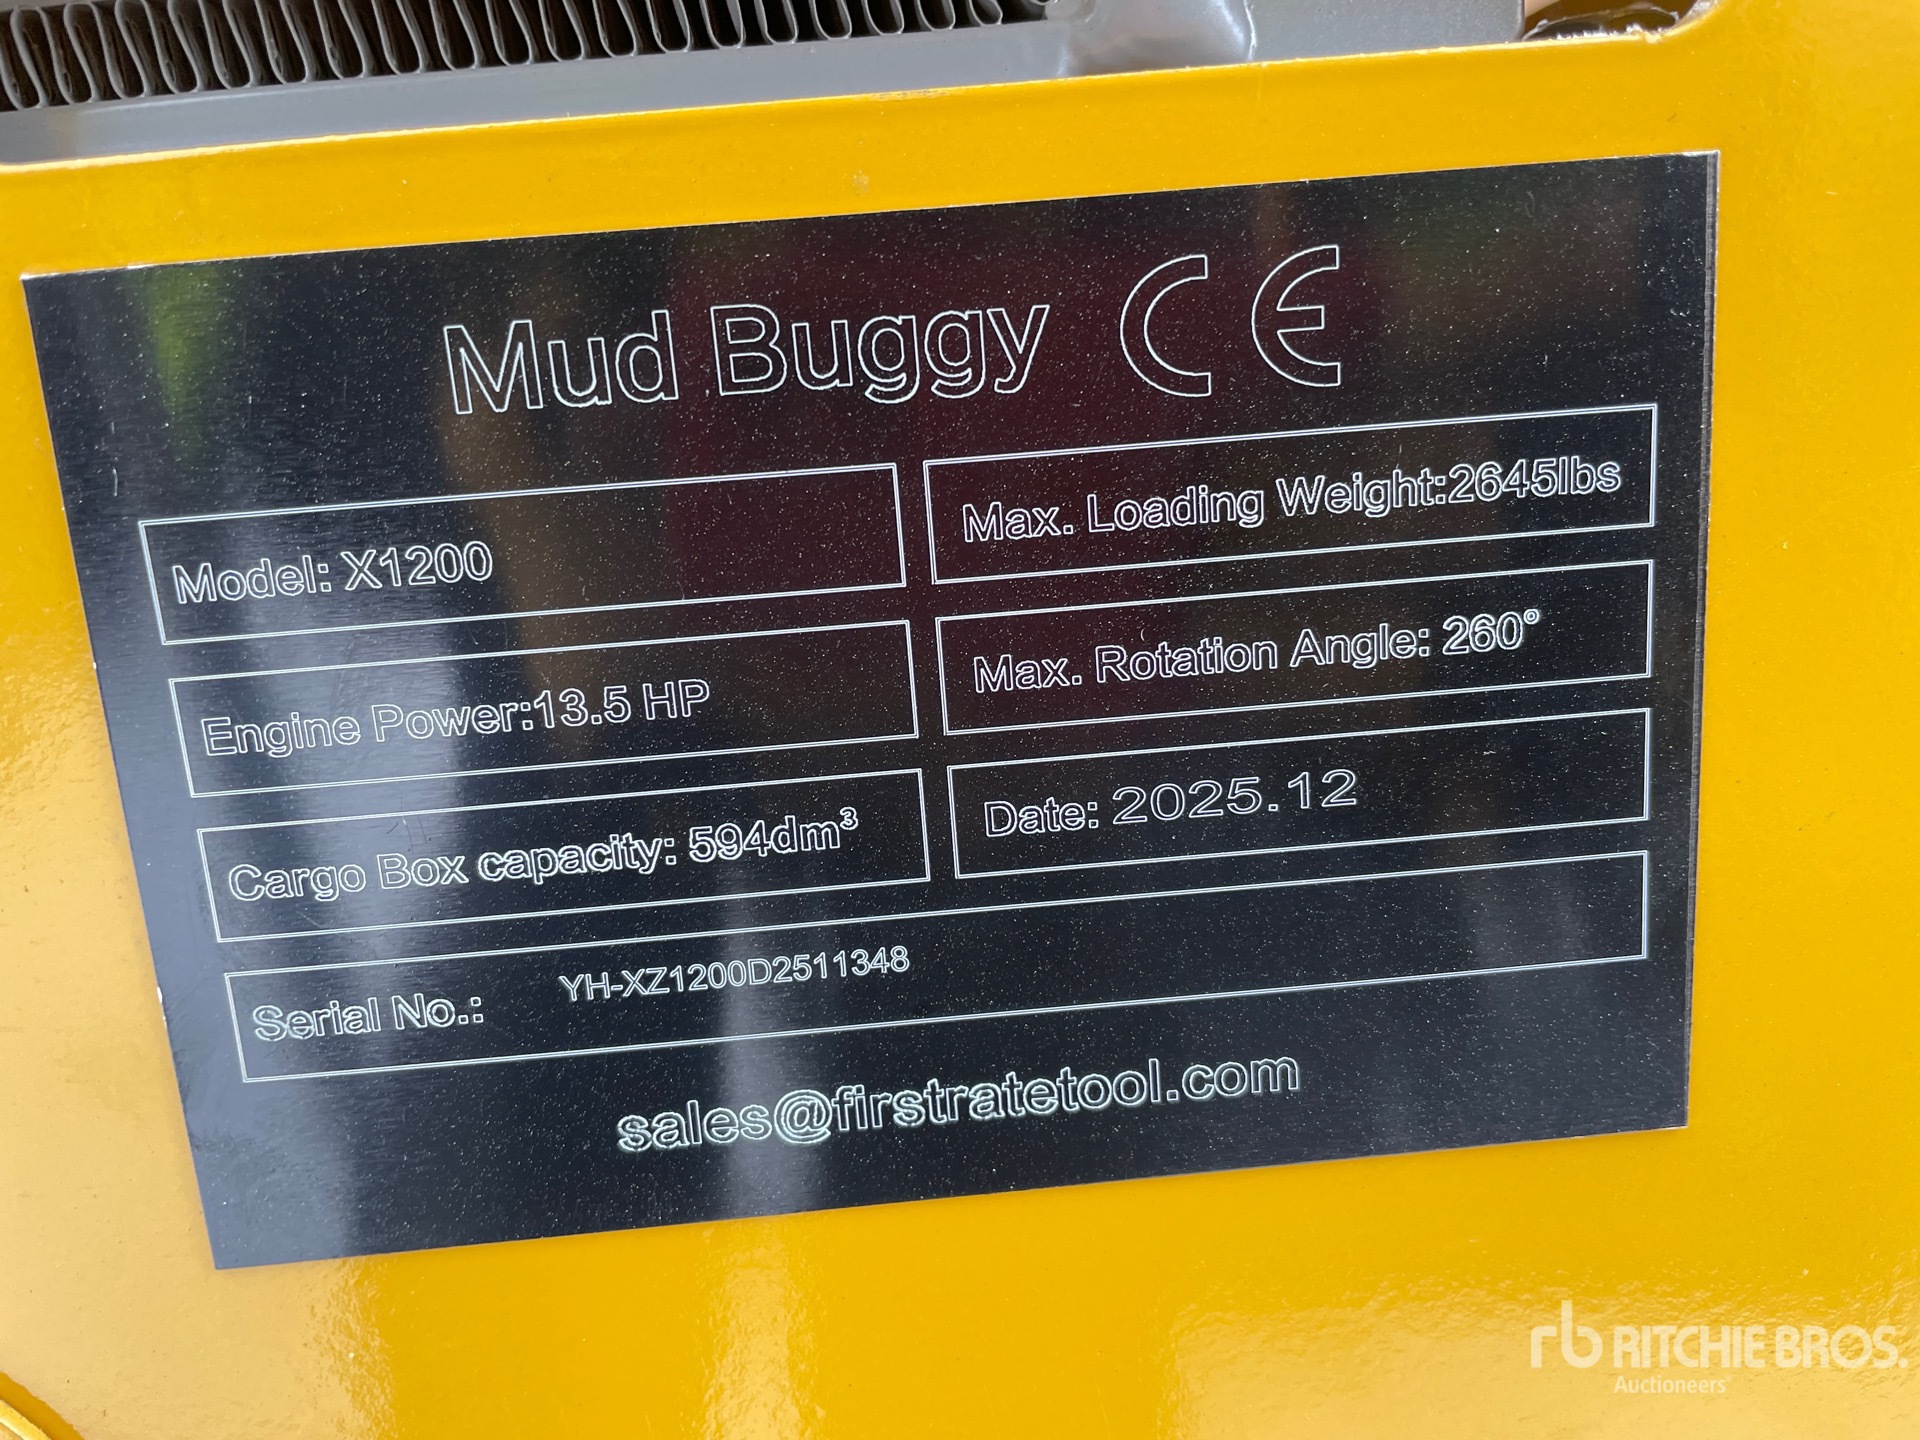 Mud Buggy CE
Model: X1200
Max. Loading Weight:2645lbs
Engine Power:13.5 HP
Max. Rotation Angle: 260°
Cargo Box capacity: 594dm³
Date: 2025.12
Serial No.: YH-XZ1200D2511348
sales@firstratetool.com
rb RITCHIE BROS.
Auctioneers